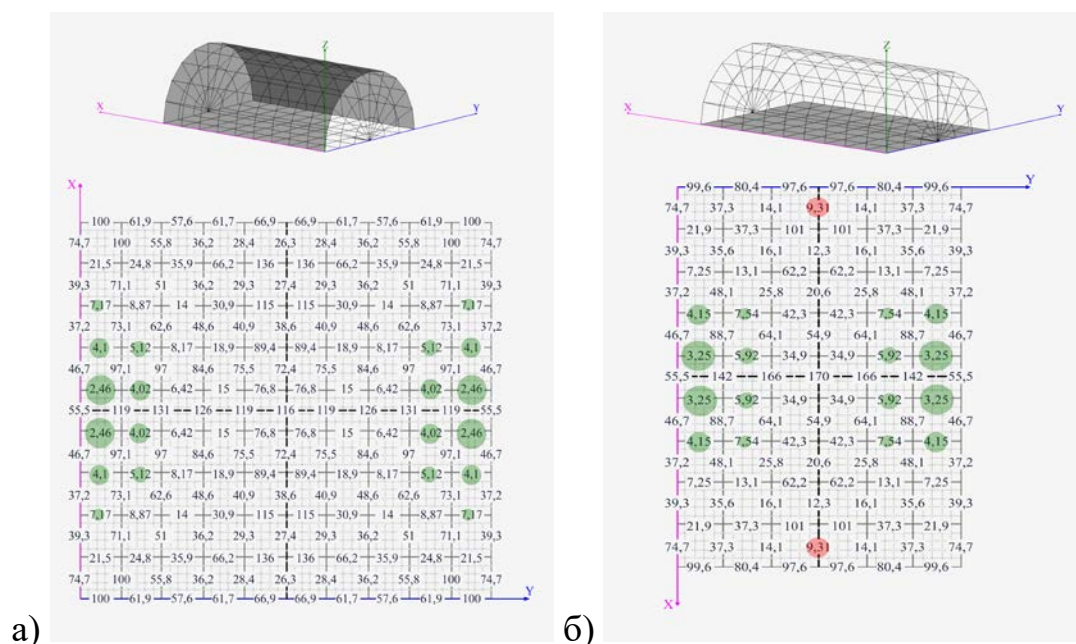 Z
X Y
X
100 61,9 57,6 61,7 66,9 66,9 61,7 57,6 61,9 100
74,7 100 55,8 36,2 28,4 26,3 28,4 36,2 55,8 100 74,7
21,5 24,8 35,9 66,2 136 136 66,2 35,9 24,8 21,5
39,3 71,1 51 36,2 29,3 27,4 29,3 36,2 51 71,1 39,3
7,17 8,87 14 30,9 115 115 30,9 14 8,87 7,17
37,2 73,1 62,6 48,6 40,9 38,6 40,9 48,6 62,6 73,1 37,2
4,1 5,12 8,17 18,9 89,4 89,4 18,9 8,17 5,12 4,1
46,7 97,1 97 84,6 75,5 72,4 75,5 84,6 97 97,1 46,7
2,46 4,02 6,42 15 76,8 76,8 15 6,42 4,02 2,46
55,5 119 131 126 119 116 119 126 131 119 55,5
2,46 4,02 6,42 15 76,8 76,8 15 6,42 4,02 2,46
46,7 97,1 97 84,6 75,5 72,4 75,5 84,6 97 97,1 46,7
4,1 5,12 8,17 18,9 89,4 89,4 18,9 8,17 5,12 4,1
37,2 73,1 62,6 48,6 40,9 38,6 40,9 48,6 62,6 73,1 37,2
7,17 8,87 14 30,9 115 115 30,9 14 8,87 7,17
39,3 71,1 51 36,2 29,3 27,4 29,3 36,2 51 71,1 39,3
21,5 24,8 35,9 66,2 136 136 66,2 35,9 24,8 21,5
74,7 100 55,8 36,2 28,4 26,3 28,4 36,2 55,8 100 74,7
100 61,9 57,6 61,7 66,9 66,9 61,7 57,6 61,9 100 Y
а)
Z
X Y
99,6 80,4 97,6 97,6 80,4 99,6 Y
74,7 37,3 14,1 9,31 14,1 37,3 74,7
21,9 37,3 101 101 37,3 21,9
39,3 35,6 16,1 12,3 16,1 35,6 39,3
7,25 13,1 62,2 62,2 13,1 7,25
37,2 48,1 25,8 20,6 25,8 48,1 37,2
4,15 7,54 42,3 42,3 7,54 4,15
46,7 88,7 64,1 54,9 64,1 88,7 46,7
3,25 5,92 34,9 34,9 5,92 3,25
55,5 142 166 170 166 142 55,5
3,25 5,92 34,9 34,9 5,92 3,25
46,7 88,7 64,1 54,9 64,1 88,7 46,7
4,15 7,54 42,3 42,3 7,54 4,15
37,2 48,1 25,8 20,6 25,8 48,1 37,2
7,25 13,1 62,2 62,2 13,1 7,25
39,3 35,6 16,1 12,3 16,1 35,6 39,3
21,9 37,3 101 101 37,3 21,9
74,7 37,3 14,1 9,31 14,1 37,3 74,7
99,6 80,4 97,6 97,6 80,4 99,6
X
б)